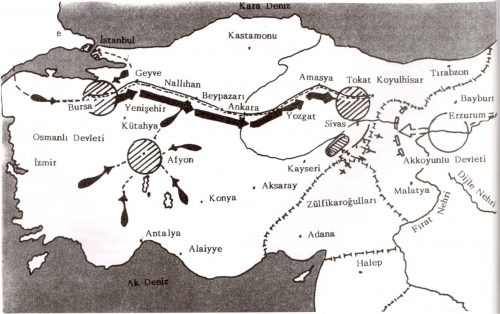 Kara Deniz
e
İstanbul
Kastamonu
Geyve
Nallıhan
Amasya
Tokat Koyulhisar
Tırabzon
Bursa
Yenişehir
Beypazarı
Ankara
Yozgat
Sivas
Bayburt
Erzurum
Kütahya
Osmanlı Devleti
İzmir
Afyon
Kayseri
Akkoyunlu Devleti
Dijle Nehri
Konya
Aksaray
Zülfikaroğulları
Malatya
Fırat Nehri
Antalya
Alaiyye
Adana
Halep
Ak Deniz